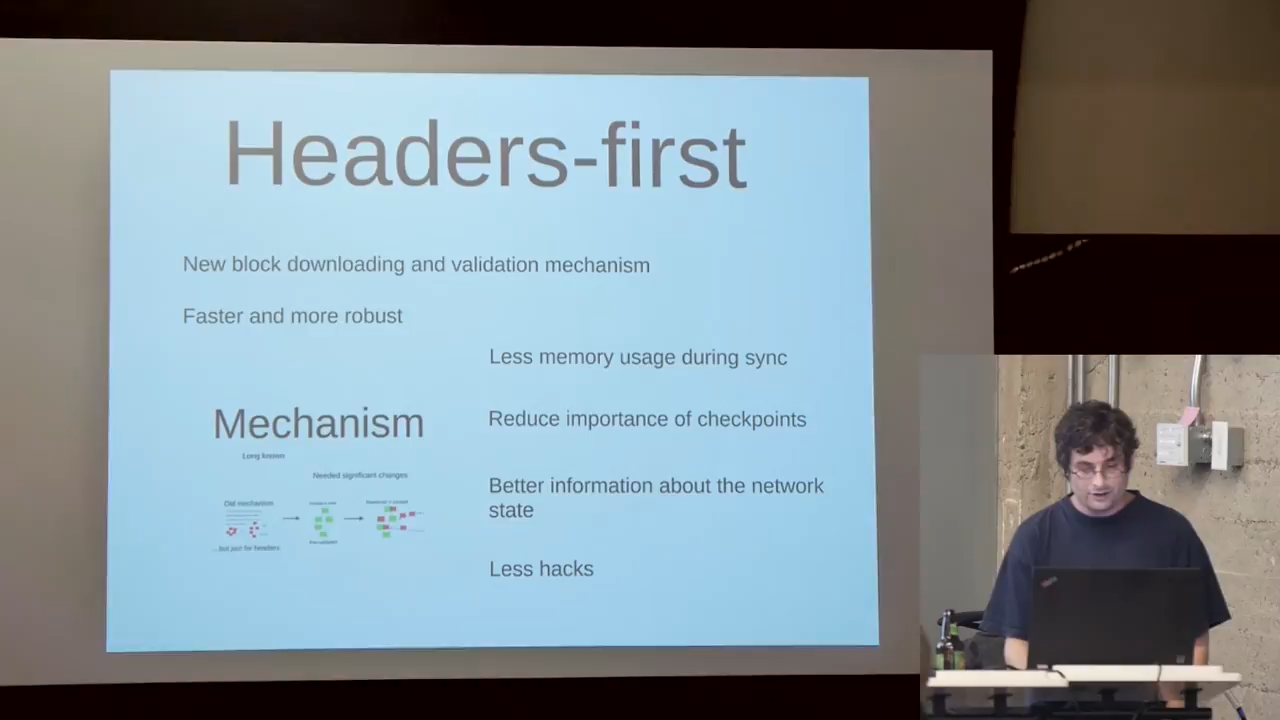 Headers-first
New block downloading and validation mechanism
Faster and more robust
Less memory usage during sync
Reduce importance of checkpoints
Better information about the network
state
Less hacks
Mechanism
Long known
Needed significant changes
Old mechanism
... but just for headers